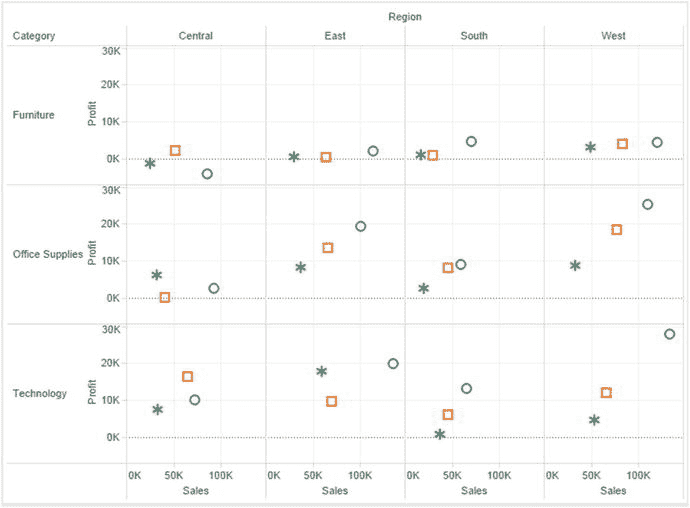 Region
Category Central East South West
30K
20K
Furniture Profit
10K
0K
30K
20K
Office Supplies Profit
10K
0K
30K
20K
Technology Profit
10K
0K
0K 50K 100K 0K 50K 100K 0K 50K 100K 0K 50K 100K
Sales Sales Sales Sales